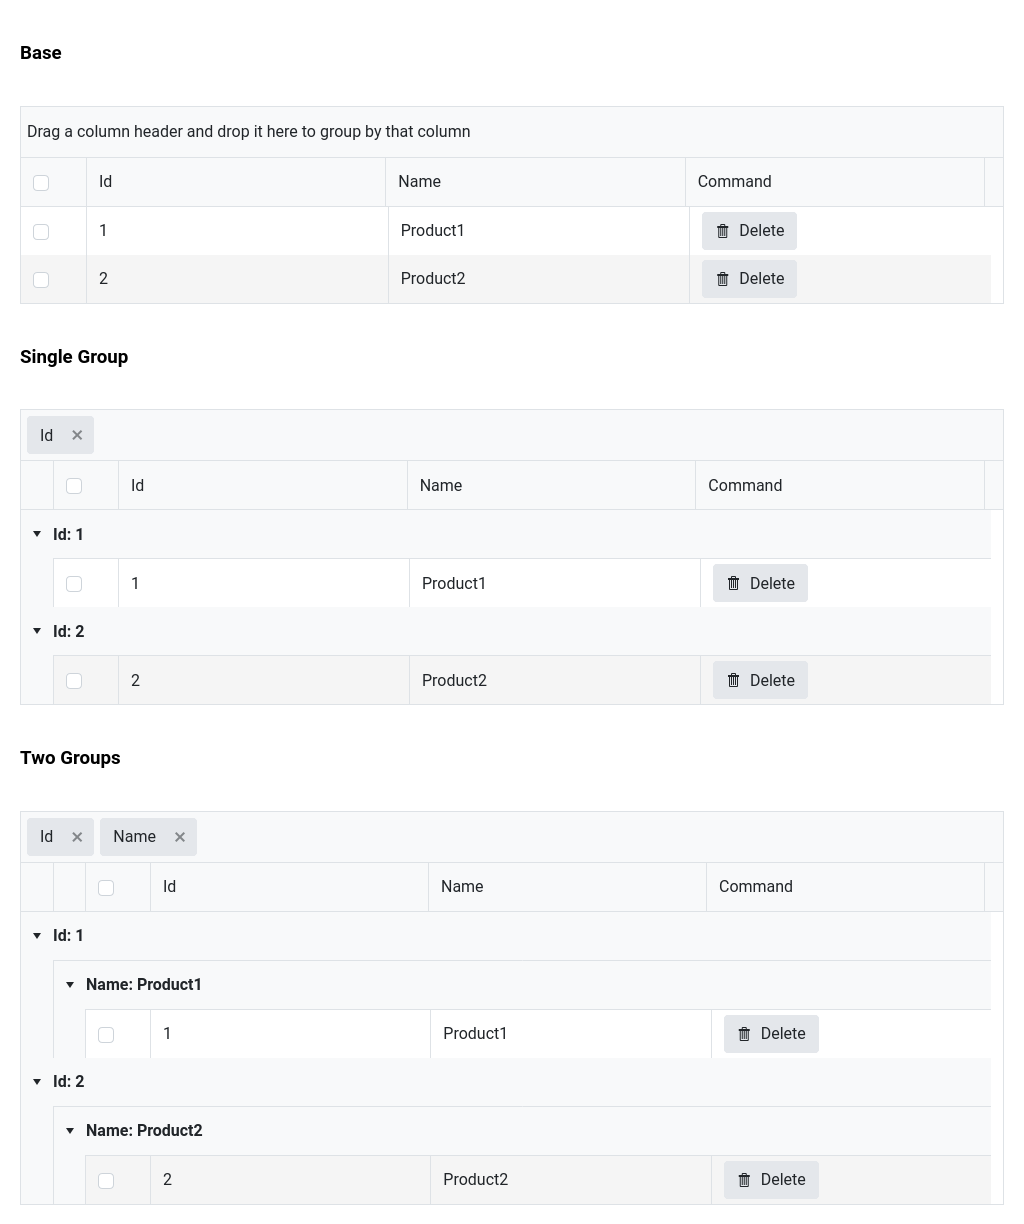 Base
Drag a column header and drop it here to group by that column
Id Name Command
1 Product1 Delete
2 Product2 Delete
Single Group
Id
Id Name Command
Id: 1
1 Product1 Delete
Id: 2
2 Product2 Delete
Two Groups
Id Name
Id Name Command
Id: 1
Name: Product1
1 Product1 Delete
Id: 2
Name: Product2
2 Product2 Delete